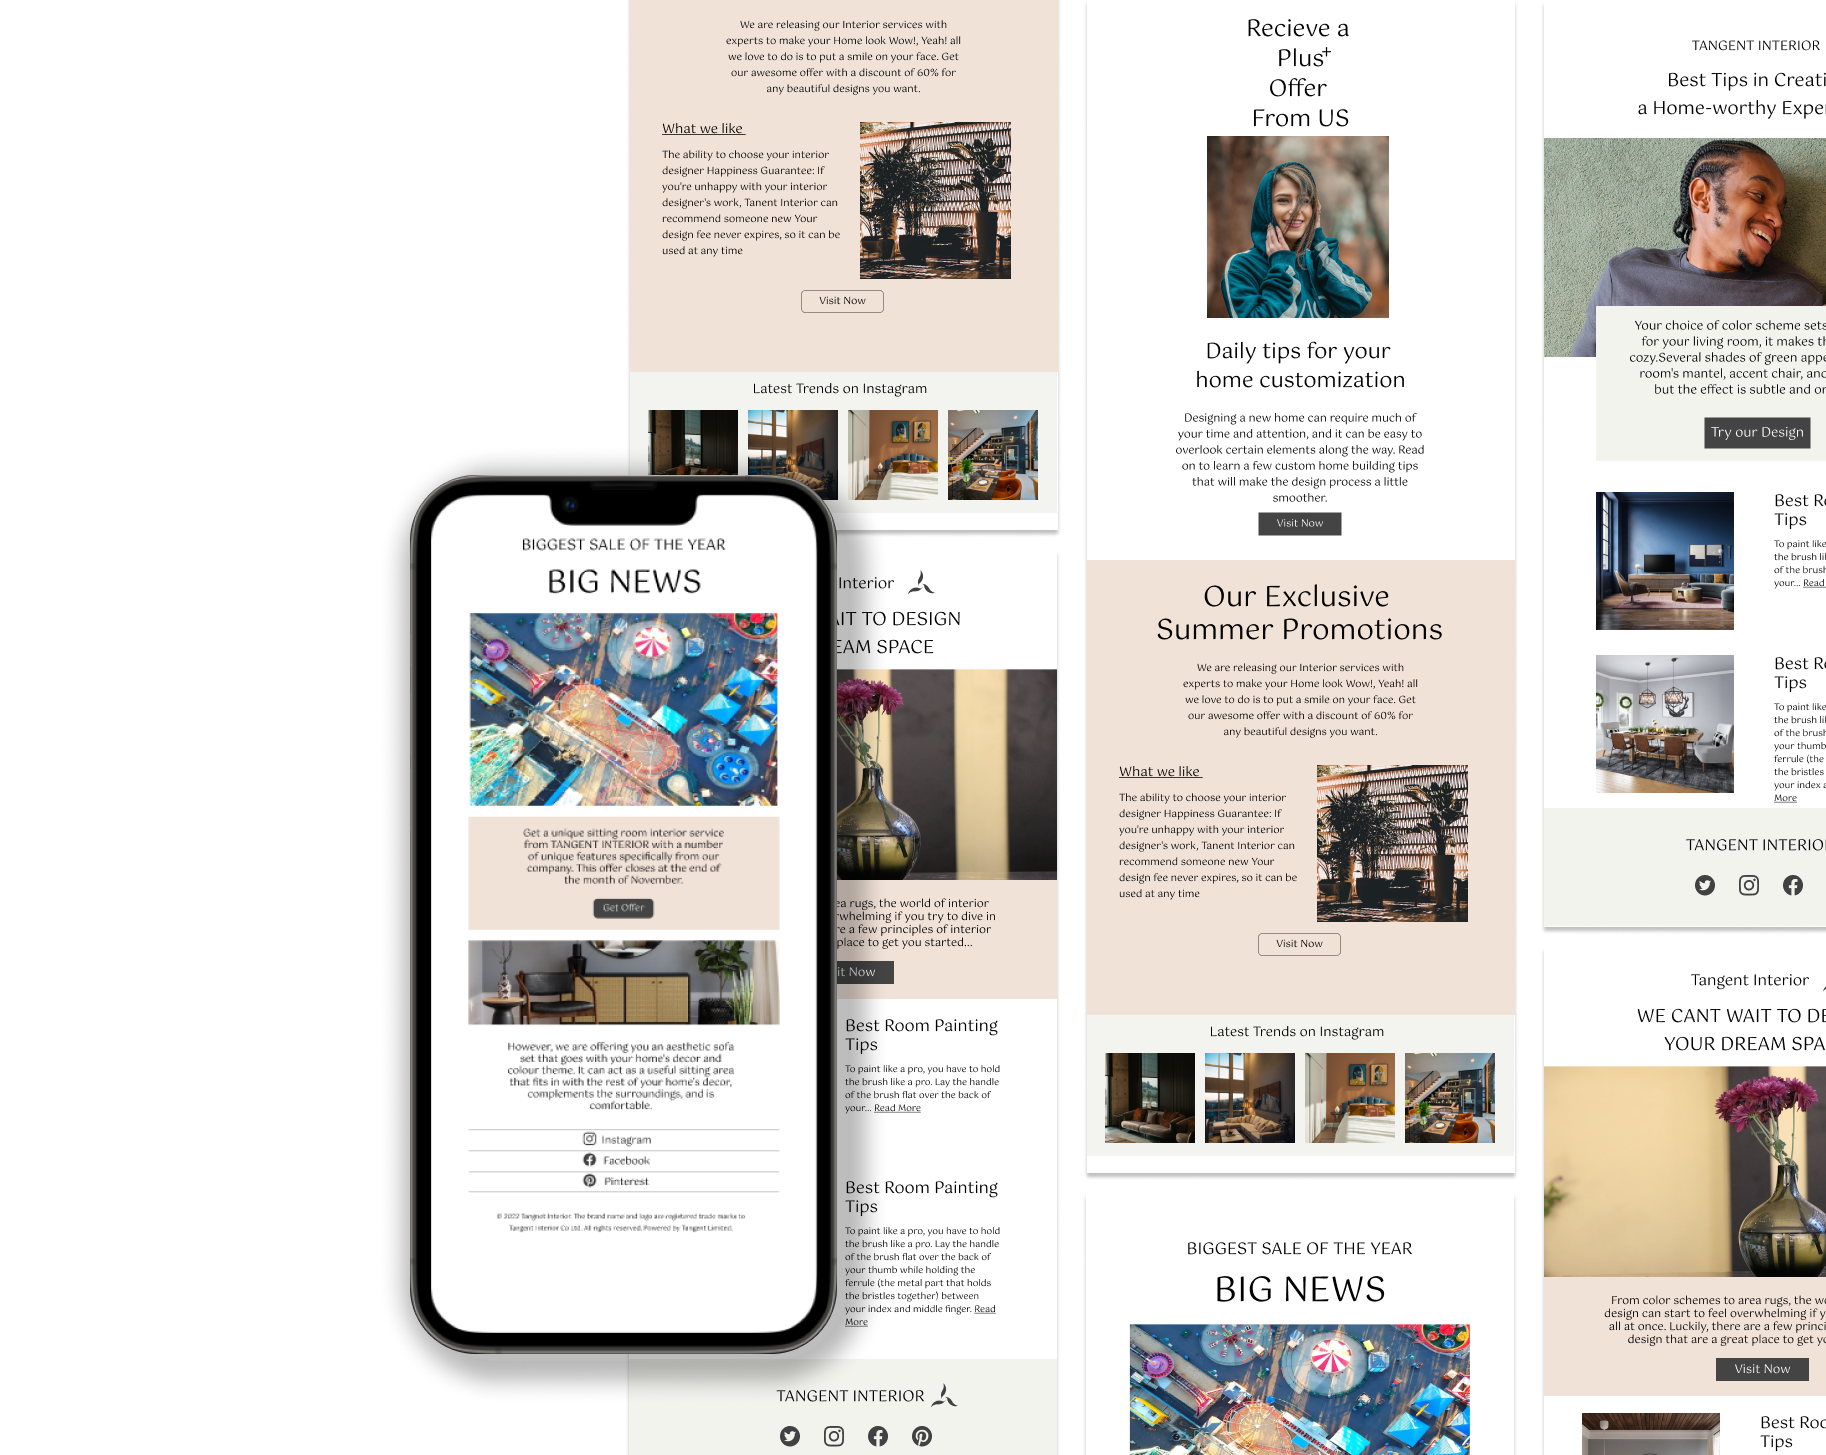 We are releasing our Interior services with
experts to make your Home look Wow!, Yeah! all
we love to do is to put a smile on your face. Get
our awesome offer with a discount of 60% for
any beautiful designs you want.
What we like
The ability to choose your interior
designer Happiness Guarantee: If
you're unhappy with your interior
designer's work, Tanent Interior can
recommend someone new Your
design fee never expires, so it can be
used at any time
Visit Now
Latest Trends on Instagram
BIGGEST SALE OF THE YEAR
BIG NEWS
Get a unique sitting room interior service
from TANGENT INTERIOR with a number
of unique features specifically from our
company. This offer closes at the end of
the month of November.
Get Offer
However, we are offering you an aesthetic sofa
set that goes with your home's decor and
colour theme. It can act as a useful sitting area
that fits in with the rest of your home's decor,
complements the surroundings, and is
comfortable.
Instagram
Facebook
Pinterest
© 2022 Tangnet Interior. The brand name and logo are registered trade marks to
Tangent Interior Co Ltd. All rights reserved. Powered by Tangent Limited.
Interior
TO DESIGN
SPACE
rugs, the world of interior
if you try to dive in
a few principles of interior
place to get you started...
Now
Best Room Painting
Tips
To paint like a pro, you have to hold
the brush like a pro. Lay the handle
of the brush flat over the back of
your... Read More
Best Room Painting
Tips
To paint like a pro, you have to hold
the brush like a pro. Lay the handle
of the brush flat over the back of
your thumb while holding the
ferrule (the metal part that holds
the bristles together) between
your index and middle finger. Read
More
TANGENT INTERIOR
Recieve a
Plus+
Offer
From US
Daily tips for your
home customization
Designing a new home can require much of
your time and attention, and it can be easy to
overlook certain elements along the way. Read
on to learn a few custom home building tips
that will make the design process a little
smoother.
Visit Now
Our Exclusive
Summer Promotions
We are releasing our Interior services with
experts to make your Home look Wow!, Yeah! all
we love to do is to put a smile on your face. Get
our awesome offer with a discount of 60% for
any beautiful designs you want.
What we like
The ability to choose your interior
designer Happiness Guarantee: If
you're unhappy with your interior
designer's work, Tanent Interior can
recommend someone new Your
design fee never expires, so it can be
used at any time
Visit Now
Latest Trends on Instagram
BIGGEST SALE OF THE YEAR
BIG NEWS
TANGENT INTERIOR
Best Tips in
a Home-worthy
Your choice of color scheme sets
for your living room, it makes
cozy.Several shades of green
room's mantel, accent chair,
but the effect is subtle and
Try our Design
Best
Tips
To paint like
the brush
of the brush
your... Read
Best
Tips
To paint like
the brush
of the brush
your thumb
ferrule (the
the bristles
your index
More
TANGENT INTERIOR
Tangent Interior
WE CANT WAIT TO
YOUR DREAM
From color schemes to area rugs, the
design can start to feel overwhelming if
all at once. Luckily, there are a few
design that are a great place to get
Visit Now
Best
Tips